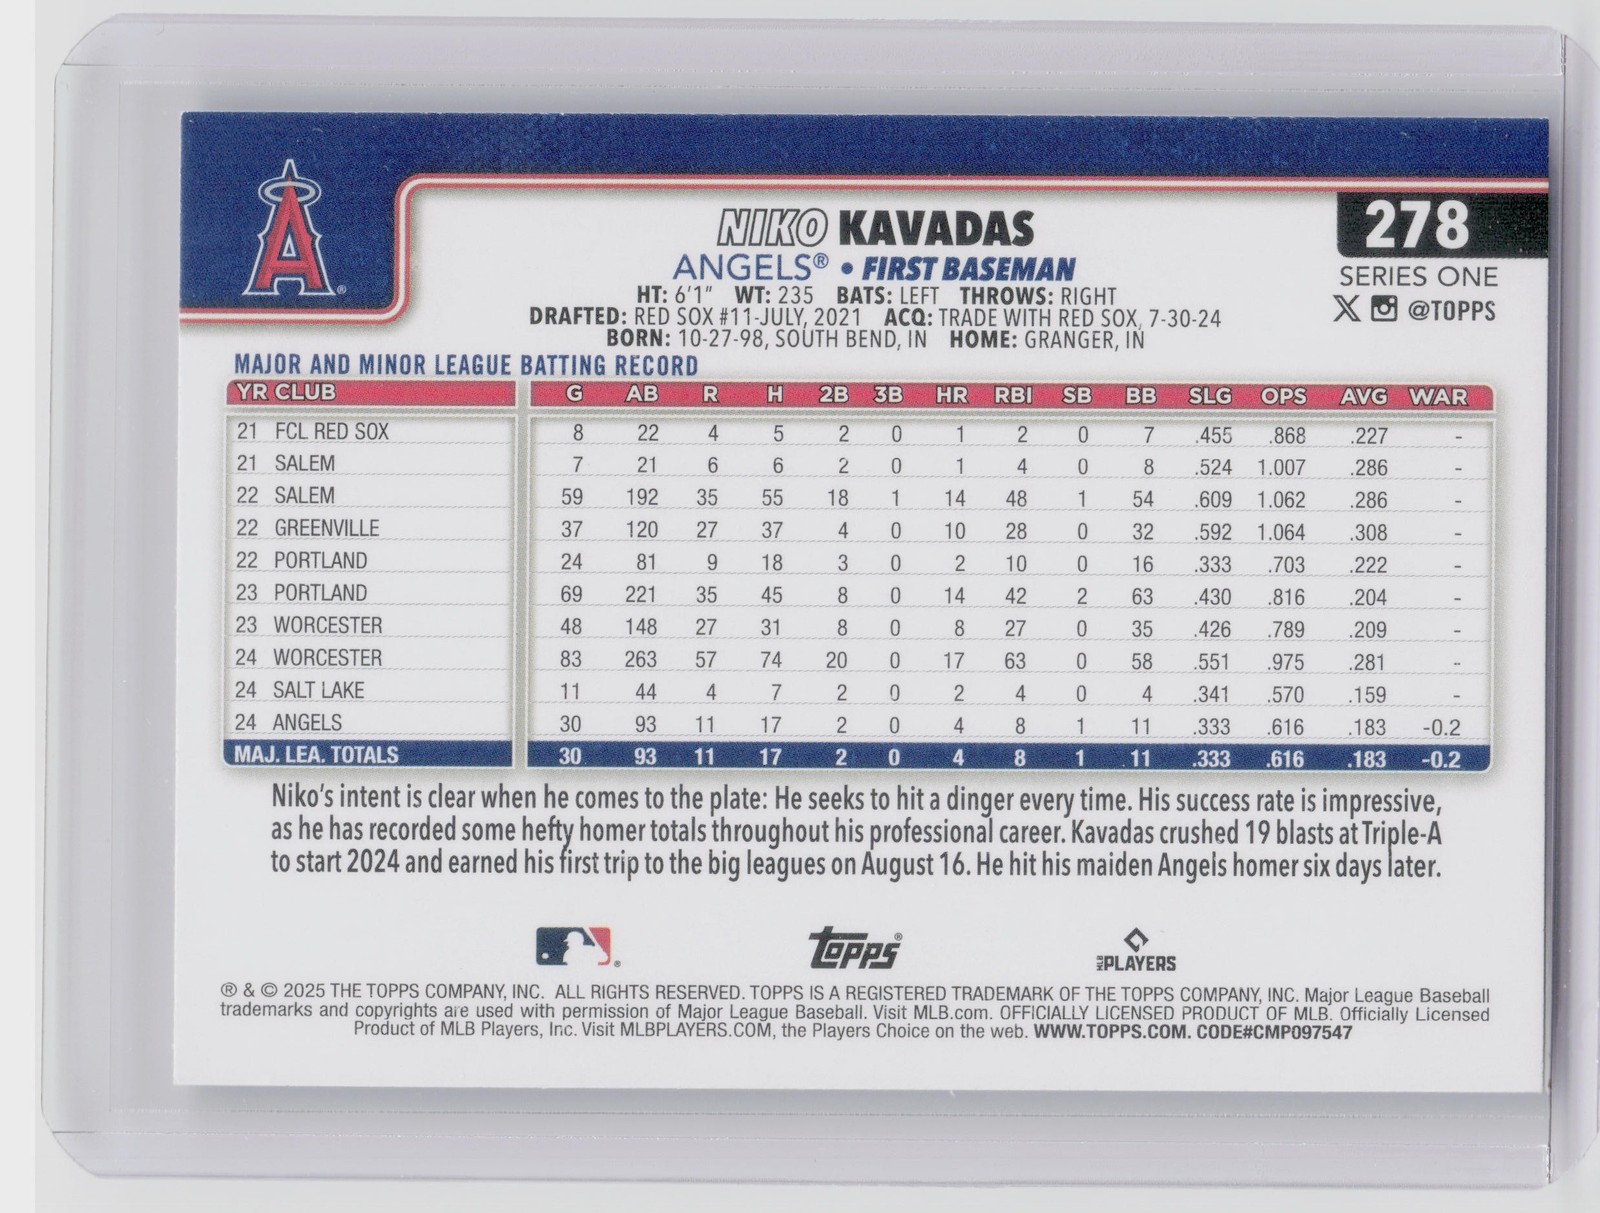 NIKO KAVADAS
278
ANGELS® • FIRST BASEMAN
SERIES ONE
HT: 6'1" WT: 235 BATS: LEFT THROWS: RIGHT
@TOPPS
DRAFTED: RED SOX #11-JULY, 2021 ACQ: TRADE WITH RED SOX, 7-30-24
BORN: 10-27-98, SOUTH BEND, IN HOME: GRANGER, IN
MAJOR AND MINOR LEAGUE BATTING RECORD
YR CLUB G AB R H 2B 3B HR RBI SB BB SLG OPS AVG WAR
21 FCL RED SOX 8 22 4 5 2 0 1 2 0 7 .455 .868 .227 -
21 SALEM 7 21 6 6 2 0 1 4 0 8 .524 1.007 .286 -
22 SALEM 59 192 35 55 18 1 14 48 1 54 .609 1.062 .286 -
22 GREENVILLE 37 120 27 37 4 0 10 28 0 32 .592 1.064 .308 -
22 PORTLAND 24 81 9 18 3 0 2 10 0 16 .333 .703 .222 -
23 PORTLAND 69 221 35 45 8 0 14 42 2 63 .430 .816 .204 -
23 WORCESTER 48 148 27 31 8 0 8 27 0 35 .426 .789 .209 -
24 WORCESTER 83 263 57 74 20 0 17 63 0 58 .551 .975 .281 -
24 SALT LAKE 11 44 4 7 2 0 2 4 0 4 .341 .570 .159 -
24 ANGELS 30 93 11 17 2 0 4 8 1 11 .333 .616 .183 -0.2
MAJ. LEA. TOTALS 30 93 11 17 2 0 4 8 1 11 .333 .616 .183 -0.2
Niko's intent is clear when he comes to the plate: He seeks to hit a dinger every time. His success rate is impressive,
as he has recorded some hefty homer totals throughout his professional career. Kavadas crushed 19 blasts at Triple-A
to start 2024 and earned his first trip to the big leagues on August 16. He hit his maiden Angels homer six days later.
Topps®
MLB PLAYERS
® & © 2025 THE TOPPS COMPANY, INC. ALL RIGHTS RESERVED. TOPPS IS A REGISTERED TRADEMARK OF THE TOPPS COMPANY, INC. Major League Baseball
trademarks and copyrights are used with permission of Major League Baseball. Visit MLB.com. OFFICIALLY LICENSED PRODUCT OF MLB. Officially Licensed
Product of MLB Players, Inc. Visit MLBPLAYERS.COM, the Players Choice on the web. WWW.TOPPS.COM. CODE#CMP097547